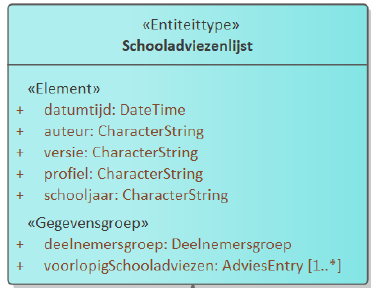 «Entiteittype»
Schooladviezenlijst
«Element»
+ datumtijd: DateTime
+ auteur: CharacterString
+ versie: CharacterString
+ profiel: CharacterString
+ schooljaar: CharacterString
«Gegevensgroep»
+ deelnemersgroep: Deelnemersgroep
+ voorlopigSchooladviezen: AdviesEntry [1..*]